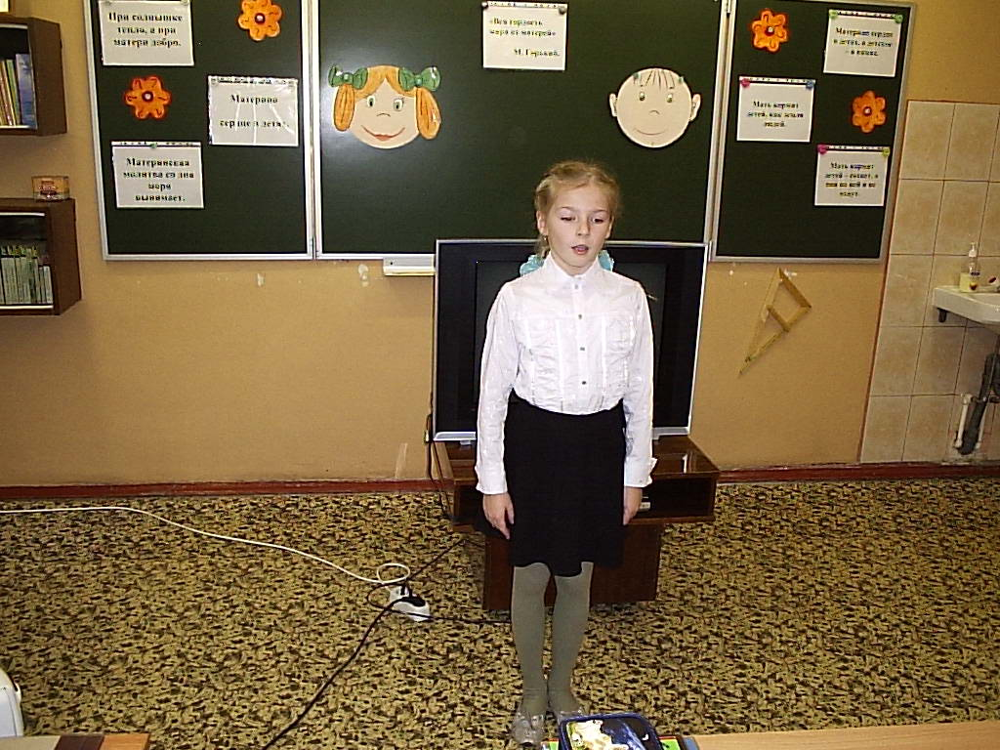 При солнышке
тепло, а при
матери добро.
Материно
сердце в детях.
Материнская
молитва со дна
моря
вынимает.
«Вся гордость
мира от матерей»
М. Горький.
Материно сердце
в детях, а детское
– в камне.
Мать кормит
детей, как земля
людей.
Мать кормит
детей – сохнет, а
они по ней и не
охнут.